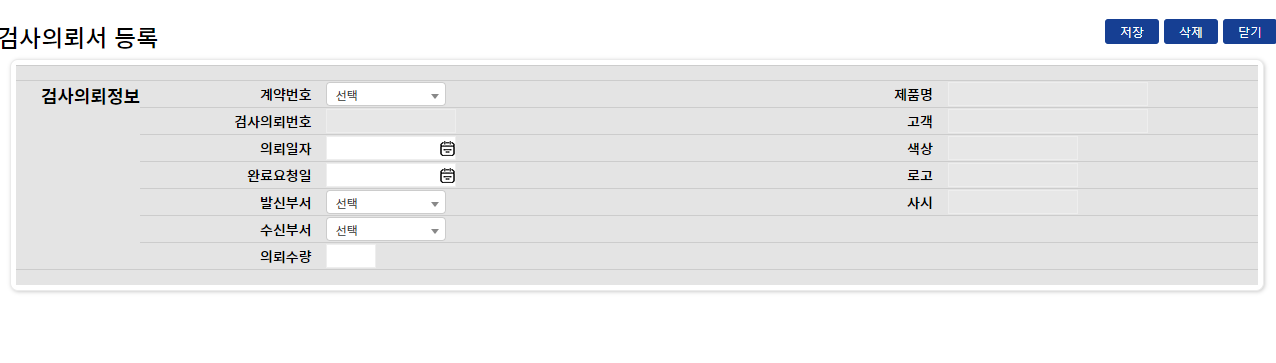 검사의뢰서 등록
저장 삭제 닫기
검사의뢰정보
계약번호 선택 제품명
검사의뢰번호 고객
의뢰일자 색상
완료요청일 로고
발신부서 선택 사시
수신부서 선택
의뢰수량